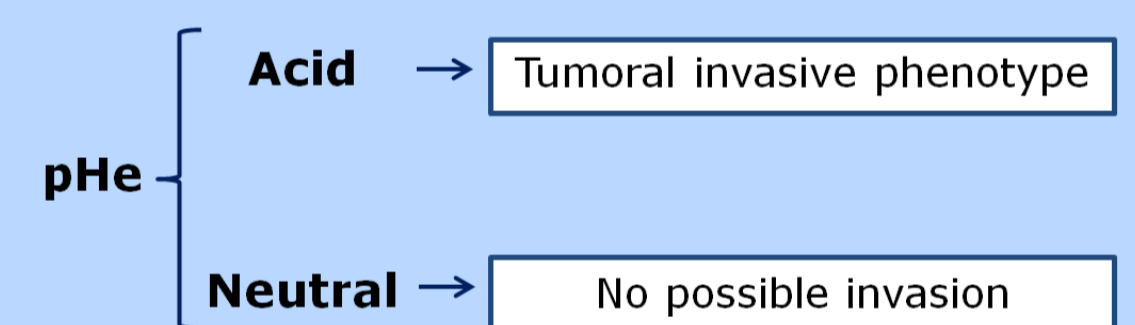 Acid → Tumoral invasive phenotype
pHe
Neutral → No possible invasion